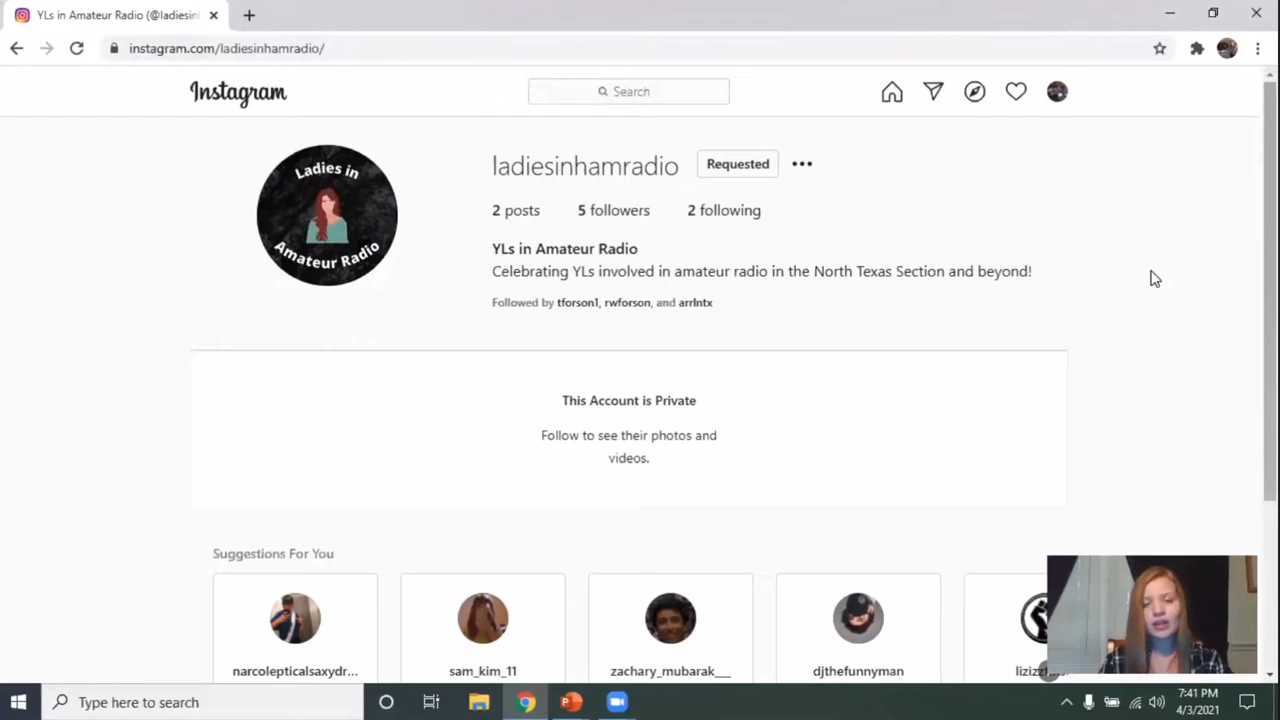 YLs in Amateur Radio (@ladiesin
instagram.com/ladiesinhamradio/
Instagram
Search
Ladies in
Amateur Radio
ladiesinhamradio
Requested
2 posts 5 followers 2 following
YLs in Amateur Radio
Celebrating YLs involved in amateur radio in the North Texas Section and beyond!
Followed by tforson1, rwforson, and arrlntx
This Account is Private
Follow to see their photos and
videos.
Suggestions For You
narcolepticalsaxydr...
sam_kim_11
zachary_mubarak__
djthefunnyman
Type here to search
7:41 PM
4/3/2021